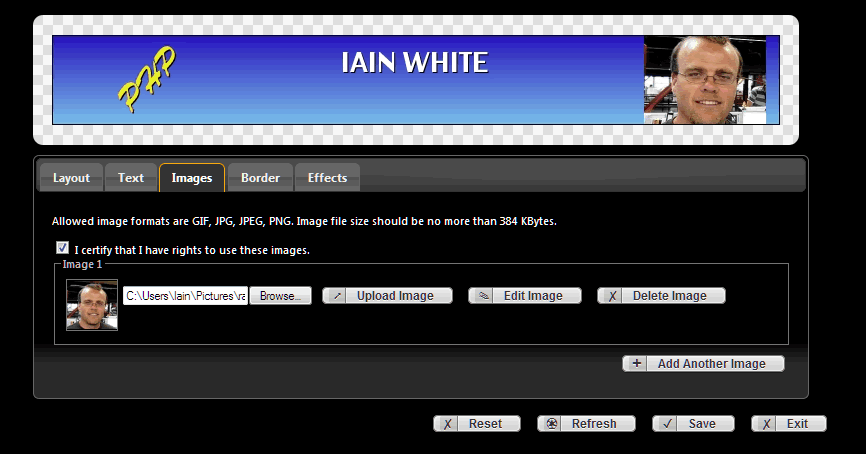 PHP
IAIN WHITE
Layout
Text
Images
Border
Effects
Allowed image formats are GIF, JPG, JPEG, PNG. Image file size should be no more than 384 KBytes.
I certify that I have rights to use these images.
Image 1
C:\Users\Iain\Pictures\ra
Browse...
Upload Image
Edit Image
X Delete Image
+ Add Another Image
X Reset
Refresh
✓ Save
X Exit